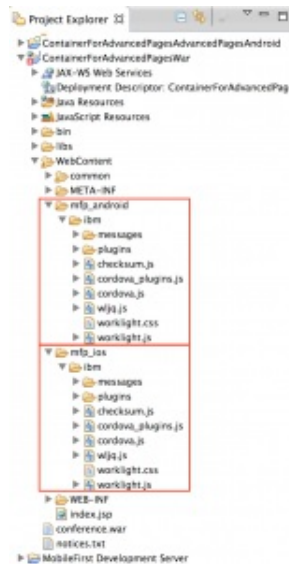 Project Explorer
ContainerForAdvancedPagesAdvancedPagesAndroid
ContainerForAdvancedPagesWar
JAX-WS Web Services
Deployment Descriptor: ContainerForAdvancedPag
Java Resources
JavaScript Resources
bin
libs
WebContent
common
META-INF
mfp_android
ibm
messages
plugins
checksum.js
cordova_plugins.js
cordova.js
wljq.js
worklight.css
worklight.js
mfp_ios
ibm
messages
plugins
checksum.js
cordova_plugins.js
cordova.js
wljq.js
worklight.css
worklight.js
WEB-INF
index.jsp
conference.war
notices.txt
MobileFirst Development Server